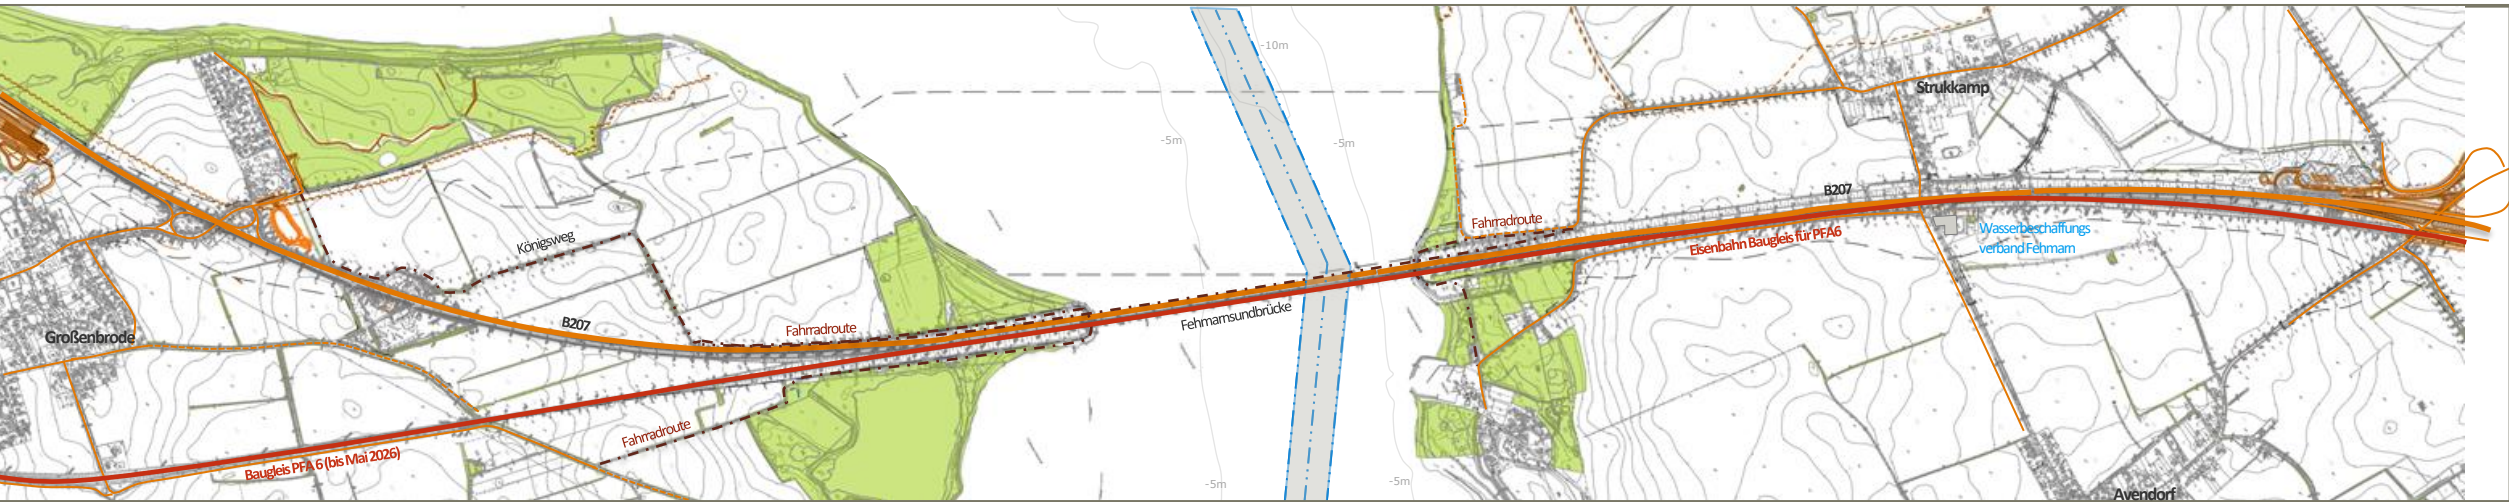 -10m
Strukkamp
-5m
-5m
B207
Fahrradroute
Wasserbeschaffungs
verband Fehmarn
Eisenbahn Baugleis für PFA6
Königsweg
Fehmarnsundbrücke
B207
Fahrradroute
Großenbrode
Fahrradroute
Baugleis PFA 6 (bis Mai 2026)
-5m
-5m
Avendorf